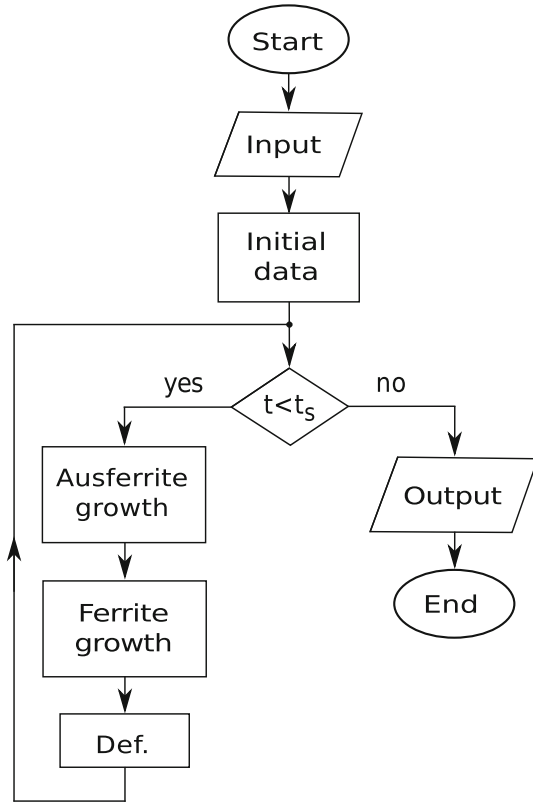 Start
Input
Initial
data
yes
no
t<tₛ
Ausferrite
growth
Output
Ferrite
growth
End
Def.